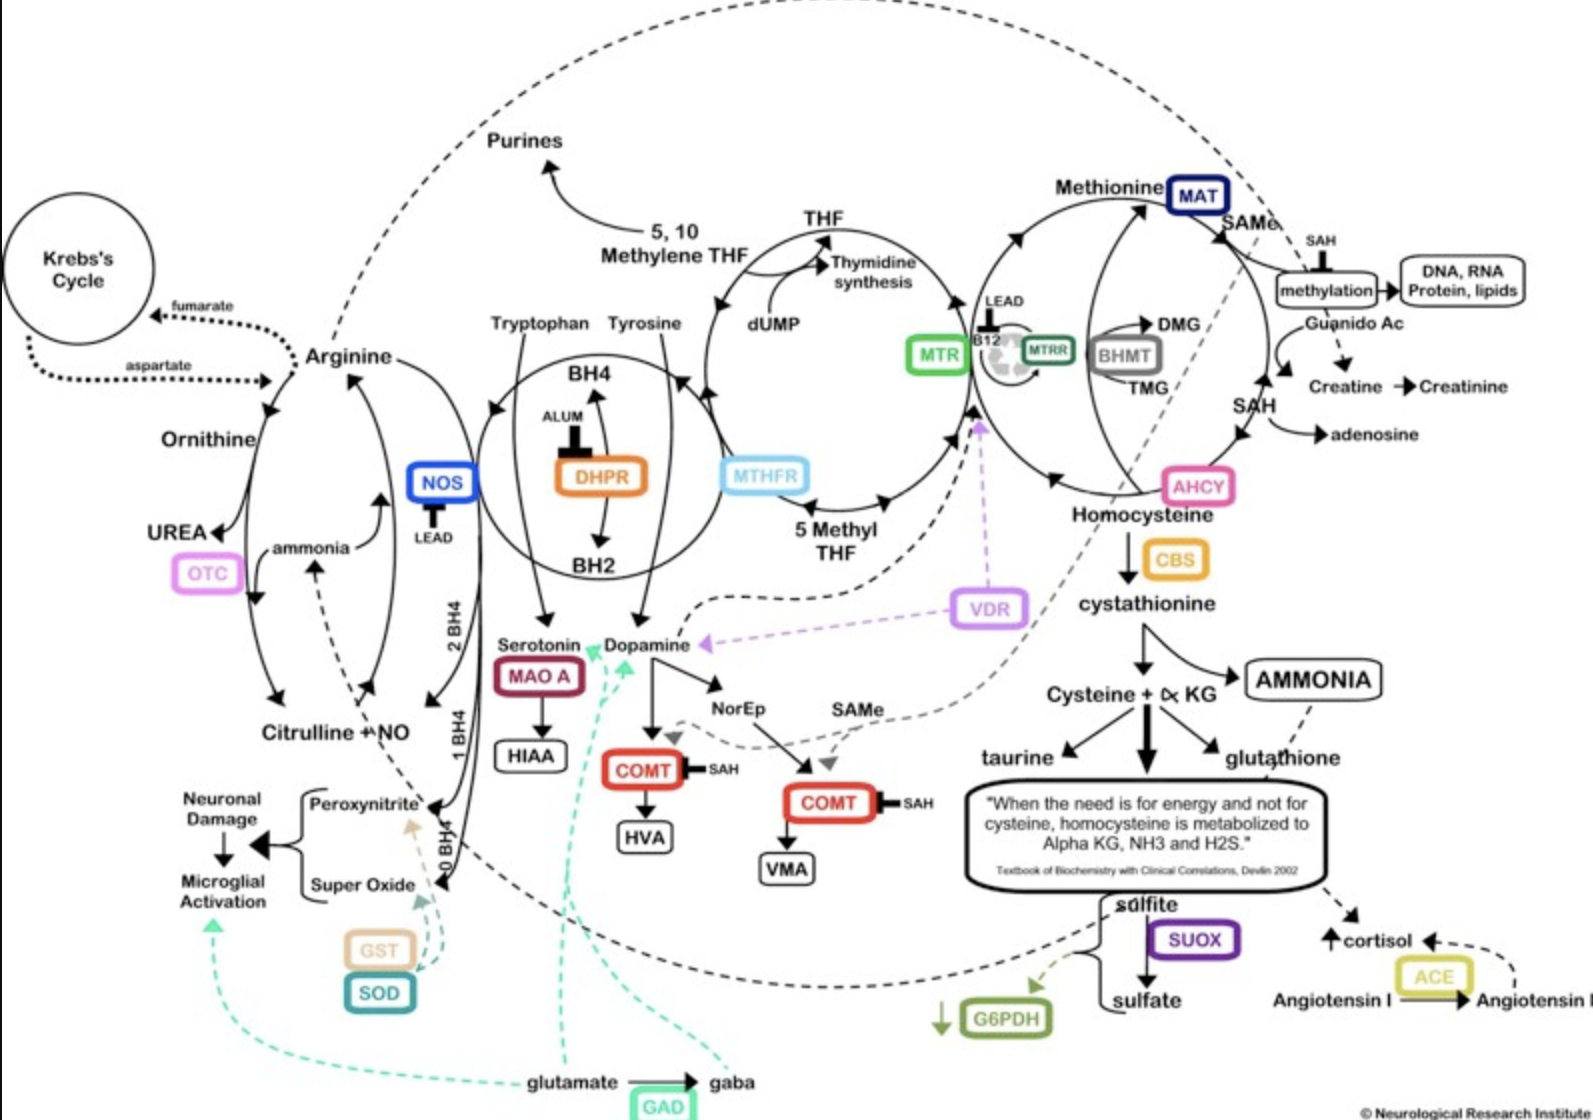 Purines
5, 10
Methylene THF
THF
Thymidine
synthesis
dUMP
Krebs's
Cycle
fumarate
aspartate
Arginine
Ornithine
UREA
OTC
ammonia
Citrulline + NO
NOS
LEAD
2 BH4
1 BH4
0 BH4
Tryptophan
Tyrosine
BH4
ALUM
DHPR
BH2
MTHFR
5 Methyl
THF
Methionine
MAT
SAMe
SAH
methylation
DNA, RNA
Protein, lipids
Guanido Ac
Creatine
Creatinine
SAH
adenosine
MTR
LEAD
B12
MTRR
BHMT
DMG
TMG
AHCY
Homocysteine
CBS
cystathionine
Cysteine + α KG
AMMONIA
taurine
glutathione
"When the need is for energy and not for
cysteine, homocysteine is metabolized to
Alpha KG, NH3 and H2S."
Textbook of Biochemistry with Clinical Correlations, Devlin 2002
sulfite
SUOX
sulfate
G6PDH
cortisol
ACE
Angiotensin I
Angiotensin I
VDR
Serotonin
Dopamine
MAO A
HIAA
NorEp
SAMe
COMT
SAH
HVA
COMT
SAH
VMA
Neuronal
Damage
Microglial
Activation
Peroxynitrite
Super Oxide
GST
SOD
glutamate
gaba
GAD
© Neurological Research Institute